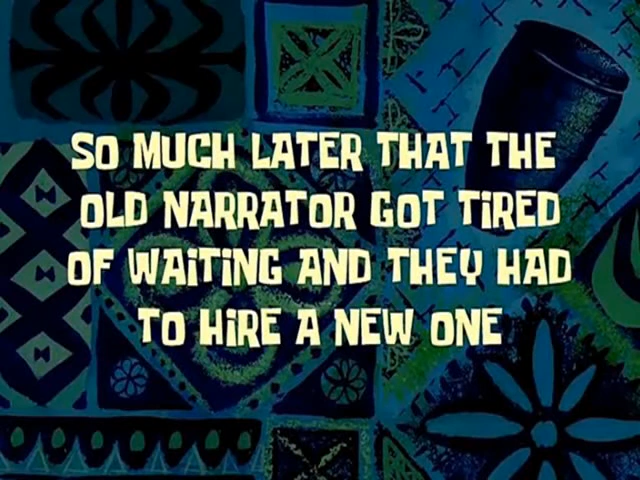 SO MUCH LATER THAT THE
OLD NARRATOR GOT TIRED
OF WAITING AND THEY HAD
TO HIRE A NEW ONE